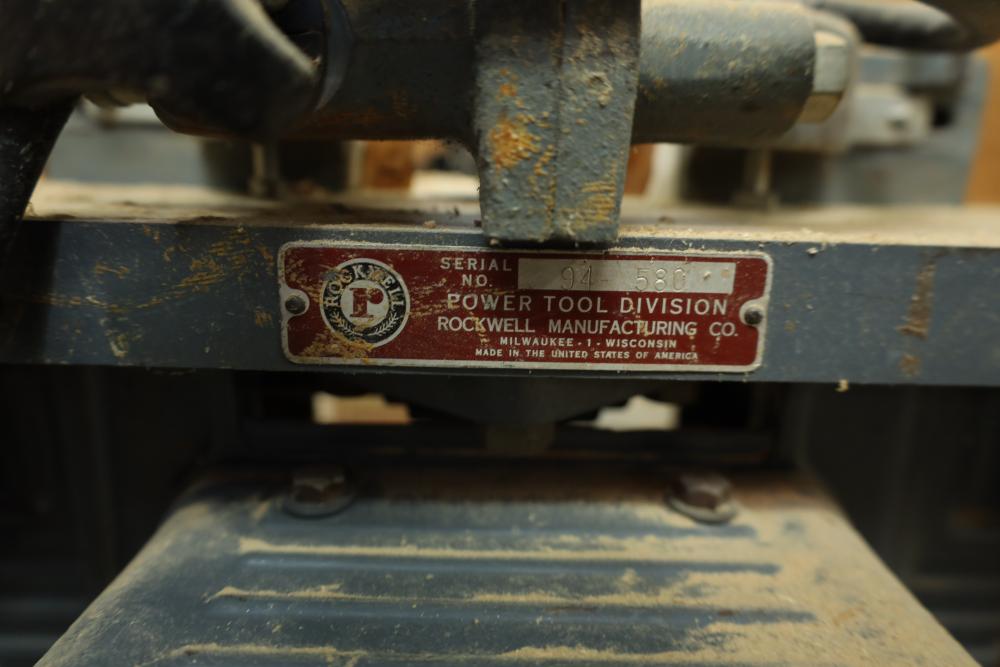 ROCKWELL
r
SERIAL
NO. 94-580
POWER TOOL DIVISION
ROCKWELL MANUFACTURING CO.
MILWAUKEE · 1 · WISCONSIN
MADE IN THE UNITED STATES OF AMERICA